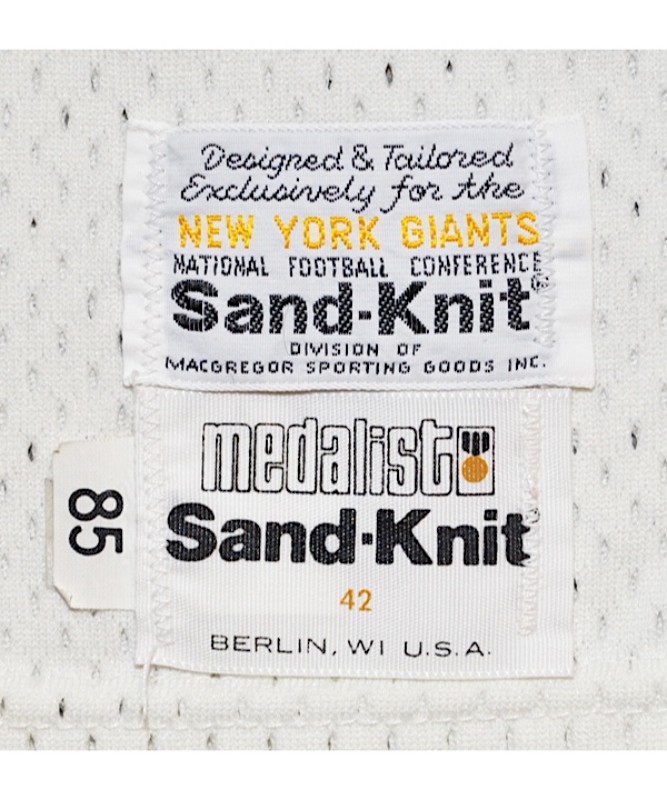 Designed & Tailored
Exclusively for the
NEW YORK GIANTS
NATIONAL FOOTBALL CONFERENCE
Sand-Knit®
DIVISION OF
MACGREGOR SPORTING GOODS INC.
medalist
Sand-Knit®
42
BERLIN, WI U.S.A.
85